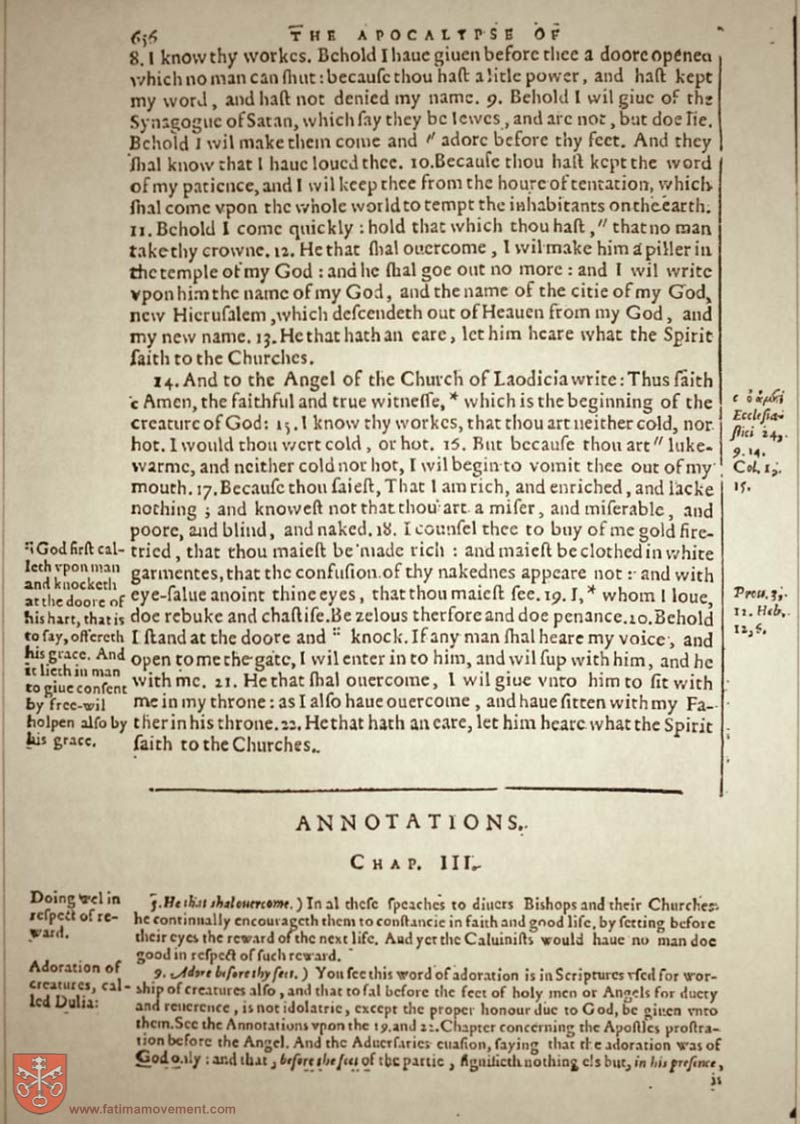 656 THE APOCALYPSE OF
8. I know thy workes. Behold I haue giuen before thee a doore opened
which no man can ſhut: becauſe thou haſt a litle power, and haſt kept
my word, and haſt not denied my name. 9. Behold I wil giue of the
Synagogue of Satan, which ſay they be Iewes, and are not, but doe lie.
Behold I wil make them come and " adore before thy feet. And they
ſhal know that I haue loued thee. 10. Becauſe thou haſt kept the word
of my patience, and I wil keep thee from the houre of tentation, which
ſhal come vpon the whole world to tempt the inhabitants on the earth.
11. Behold I come quickly: hold that which thou haſt, " that no man
take thy crowne. 12. He that ſhal ouercome, I wil make him a piller in
the temple of my God: and he ſhal goe out no more: and I wil write
vpon him the name of my God, and the name of the citie of my God,
new Hieruſalem, which deſcendeth out of Heauen from my God, and
my new name. 13. He that hath an eare, let him heare what the Spirit
ſaith to the Churches.
14. And to the Angel of the Church of Laodicia write: Thus ſaith
c Amen, the faithful and true witneſſe, * which is the beginning of the
creature of God: 15. I know thy workes, that thou art neither cold, nor
hot. I would thou wert cold, or hot. 16. But becauſe thou art " luke-
warme, and neither cold nor hot, I wil begin to vomit thee out of my
mouth. 17. Becauſe thou ſaieſt, That I am rich, and enriched, and lacke
nothing; and knoweſt not that thou art a miſer, and miſerable, and
poore, and blind, and naked. 18. I counſel thee to buy of me gold fire-
tried, that thou maieſt be made rich: and maieſt be clothed in white
garmentes, that the confuſion of thy nakednes appeare not: and with
eye-ſalue anoint thine eyes, that thou maieſt ſee. 19. I, * whom I loue,
doe rebuke and chaſtiſe. Be zelous therfore and doe penance. 20. Behold
I ſtand at the doore and :: knock. If any man ſhal heare my voice, and
open to me the gate, I wil enter in to him, and wil ſup with him, and he
with me. 21. He that ſhal ouercome, I wil giue vnto him to ſit with
me in my throne: as I alſo haue ouercome, and haue ſitten with my Fa-
ther in his throne. 22. He that hath an eare, let him heare what the Spirit
ſaith to the Churches.
c ὁ ἀμὴν
Eccleſia-
ſtici 24,
9. 14.
Col. 1,
15.
:: God firſt cal-
leth vpon man
and knocketh
at the doore of
his hart, that is
to ſay, offereth
his grace. And
it lieth in man
to giue conſent
by free-wil
holpen alſo by
his grace.
Prou. 3,
11. Heb.
12, 6.
ANNOTATIONS.
CHAP. III.
Doing wel in
reſpect of re-
ward.
5. He that shal ouercome.) In al theſe ſpeaches to diuers Biſhops and their Churches
he continually encourageth them to conſtancie in faith and good life, by ſetting before
their eyes the reward of the next life. And yet the Caluiniſts would haue no man doe
good in reſpect of ſuch reward.
Adoration of
creatures, cal-
led Dulia:
9. Adore before thy feet.) You ſee this word of adoration is in Scriptures vſed for wor-
ship of creatures alſo, and that to fal before the feet of holy men or Angels for duety
and reuerence, is not idolatrie, except the proper honour due to God, be giuen vnto
them. See the Annotations vpon the 19. and 22. Chapter concerning the Apoſtles proſtra-
tion before the Angel. And the Aduerſaries euaſion, ſaying that the adoration was of
God only: and that, before the feet of the partie, ſignifieth nothing els but, in his preſence,
is
www.fatimamovement.com